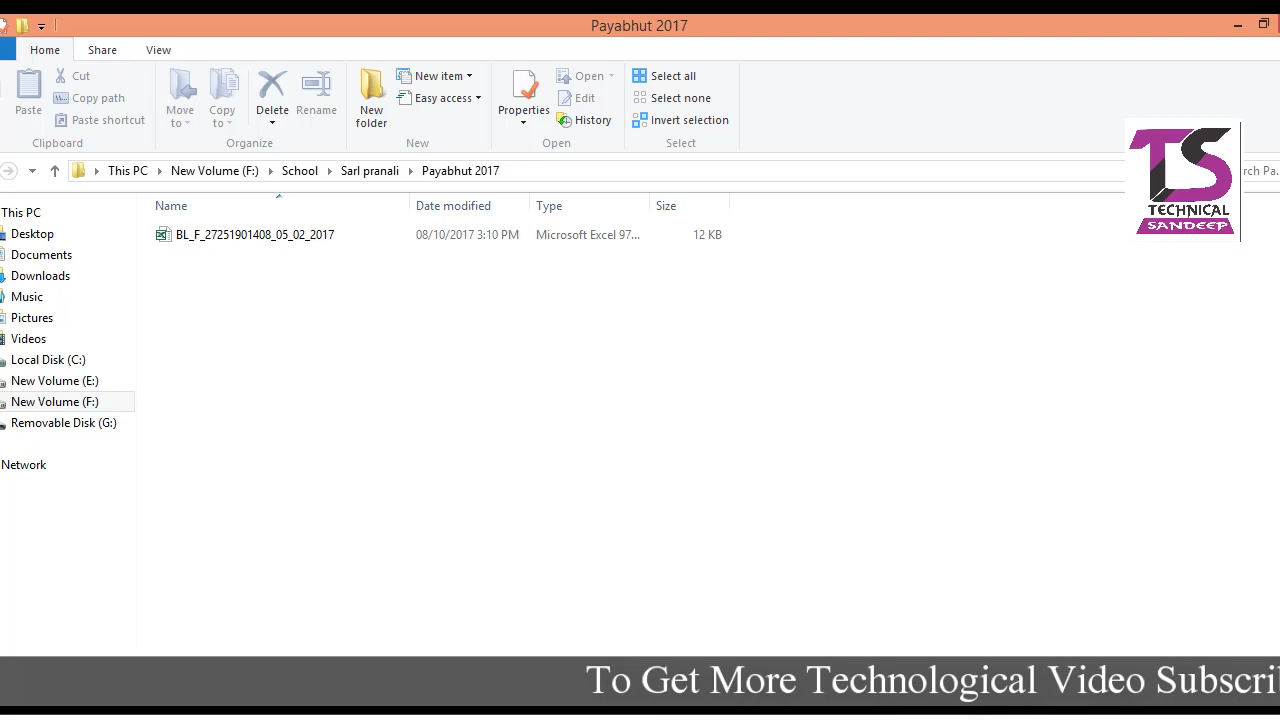 Payabhut 2017
Home Share View
Cut
Copy path
Paste shortcut
Paste
Move to
Copy to
Delete
Rename
New folder
New item
Easy access
Properties
Open
Edit
History
Select all
Select none
Invert selection
Clipboard Organize New Open Select
This PC New Volume (F:) School Sarl pranali Payabhut 2017
rch Pa...
TS
TECHNICAL
SANDEEP
Name Date modified Type Size
BL_F_27251901408_05_02_2017 08/10/2017 3:10 PM Microsoft Excel 97... 12 KB
This PC
Desktop
Documents
Downloads
Music
Pictures
Videos
Local Disk (C:)
New Volume (E:)
New Volume (F:)
Removable Disk (G:)
Network
To Get More Technological Video Subscri